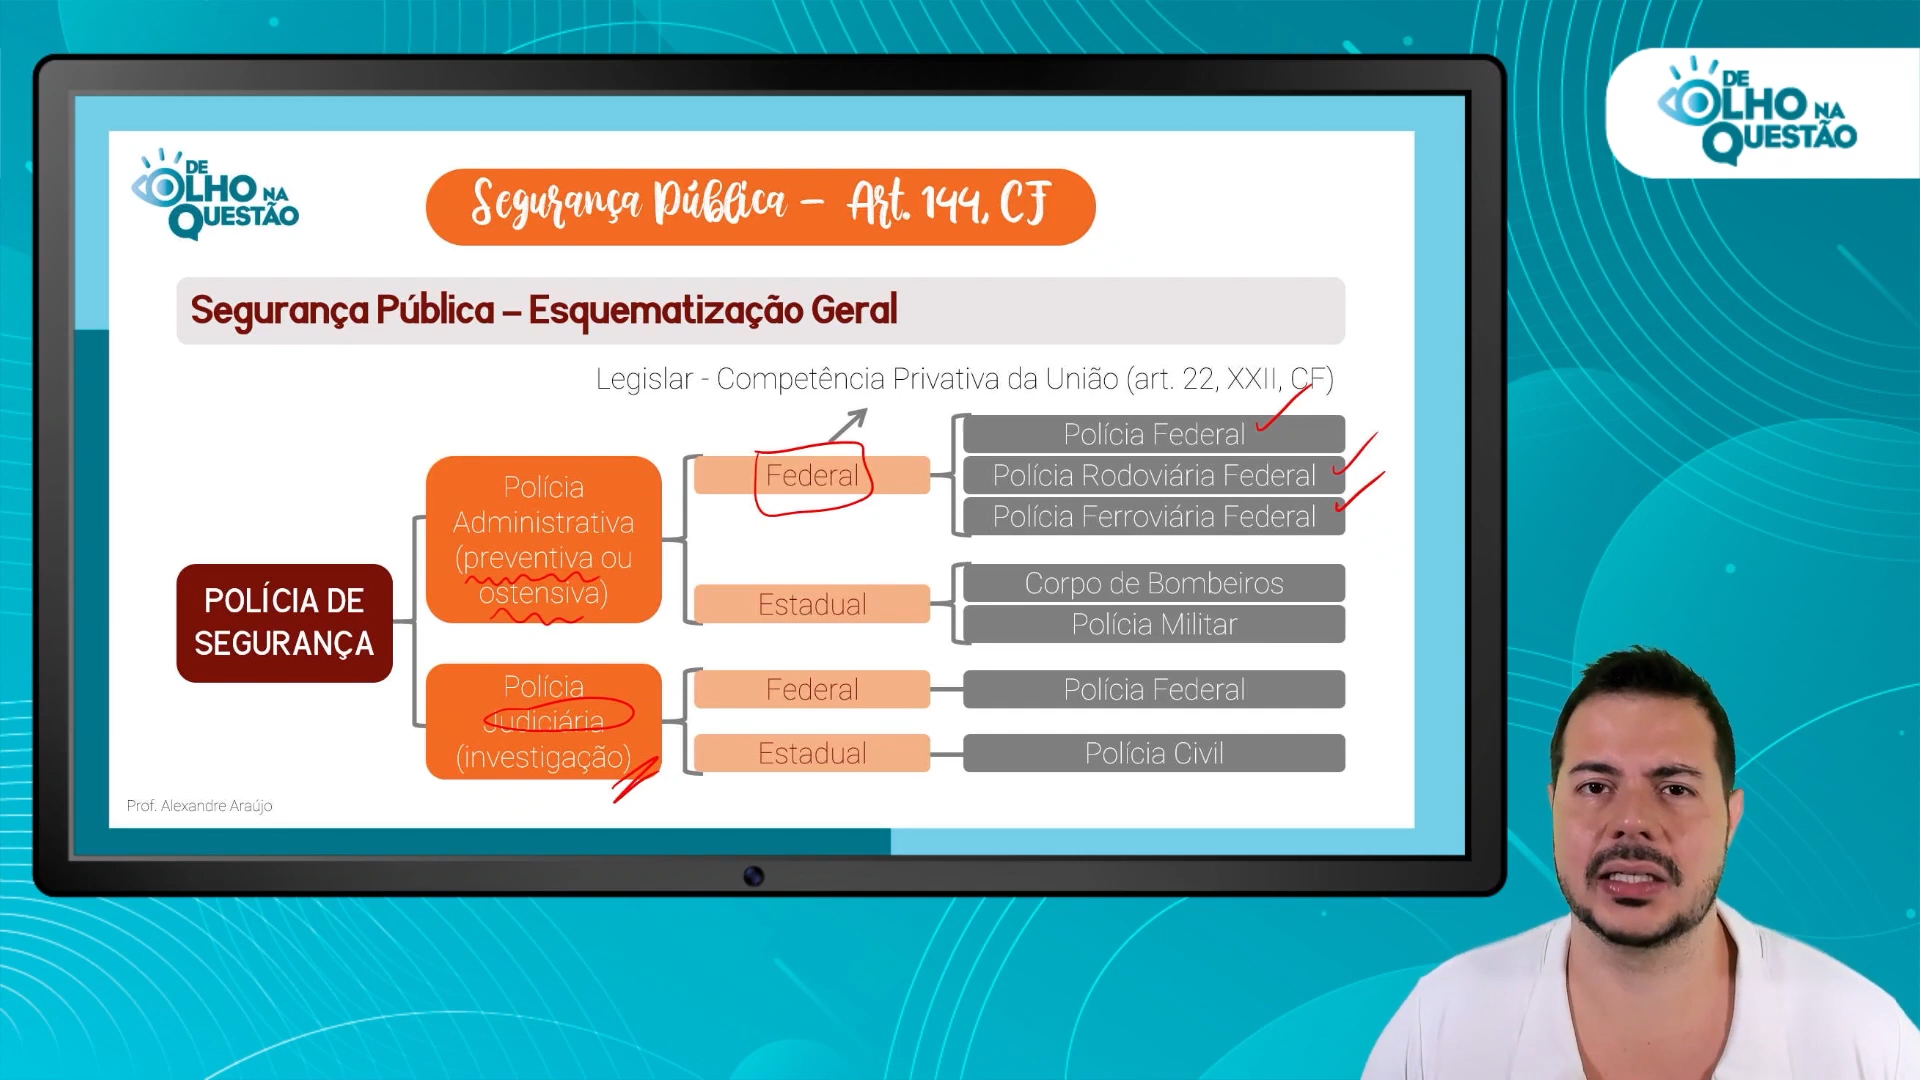 DE
OLHO NA
QUESTÃO
DE
OLHO NA
QUESTÃO
Segurança Pública – Art. 144, CF
Segurança Pública – Esquematização Geral
Legislar - Competência Privativa da União (art. 22, XXII, CF)
POLÍCIA DE
SEGURANÇA
Polícia
Administrativa
(preventiva ou
ostensiva)
Federal
Polícia Federal
Polícia Rodoviária Federal
Polícia Ferroviária Federal
Estadual
Corpo de Bombeiros
Polícia Militar
Polícia
Judiciária
(investigação)
Federal
Polícia Federal
Estadual
Polícia Civil
Prof. Alexandre Araújo